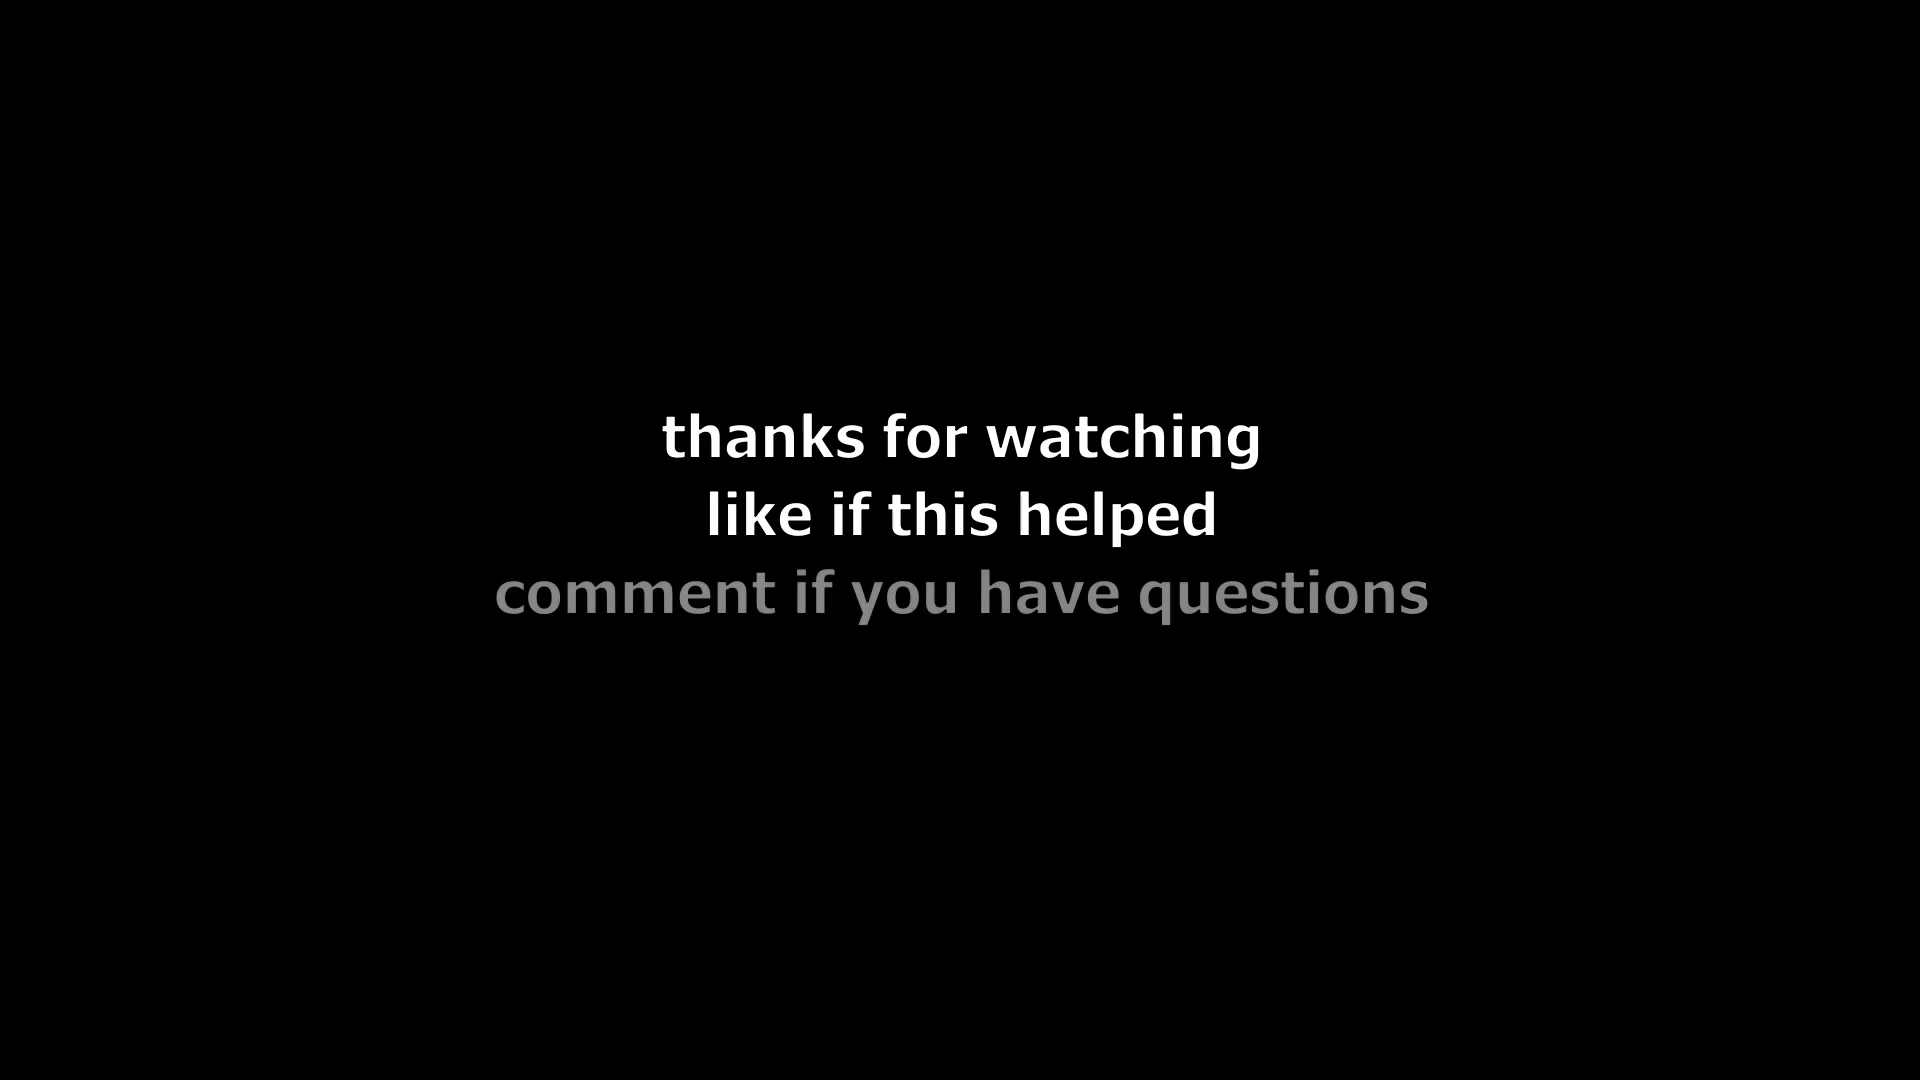 thanks for watching
like if this helped
comment if you have questions